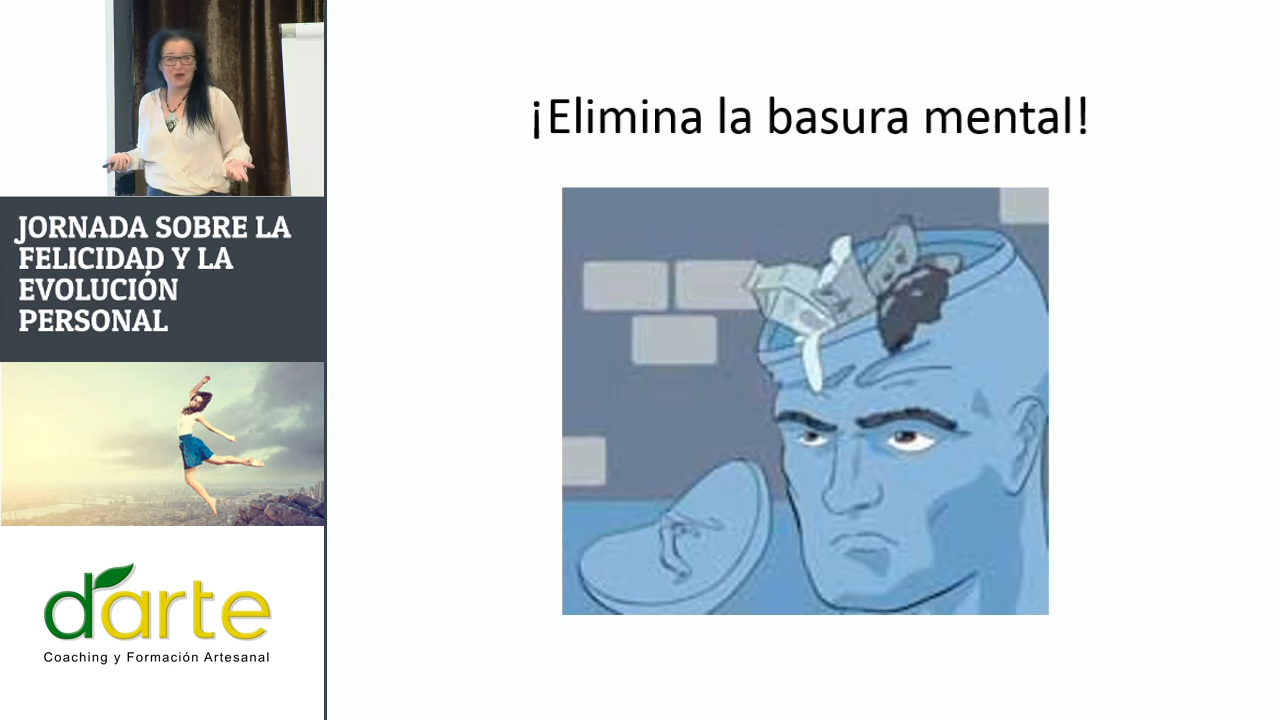 ¡Elimina la basura mental!
JORNADA SOBRE LA
FELICIDAD Y LA
EVOLUCIÓN
PERSONAL
d'arte
Coaching y Formación Artesanal